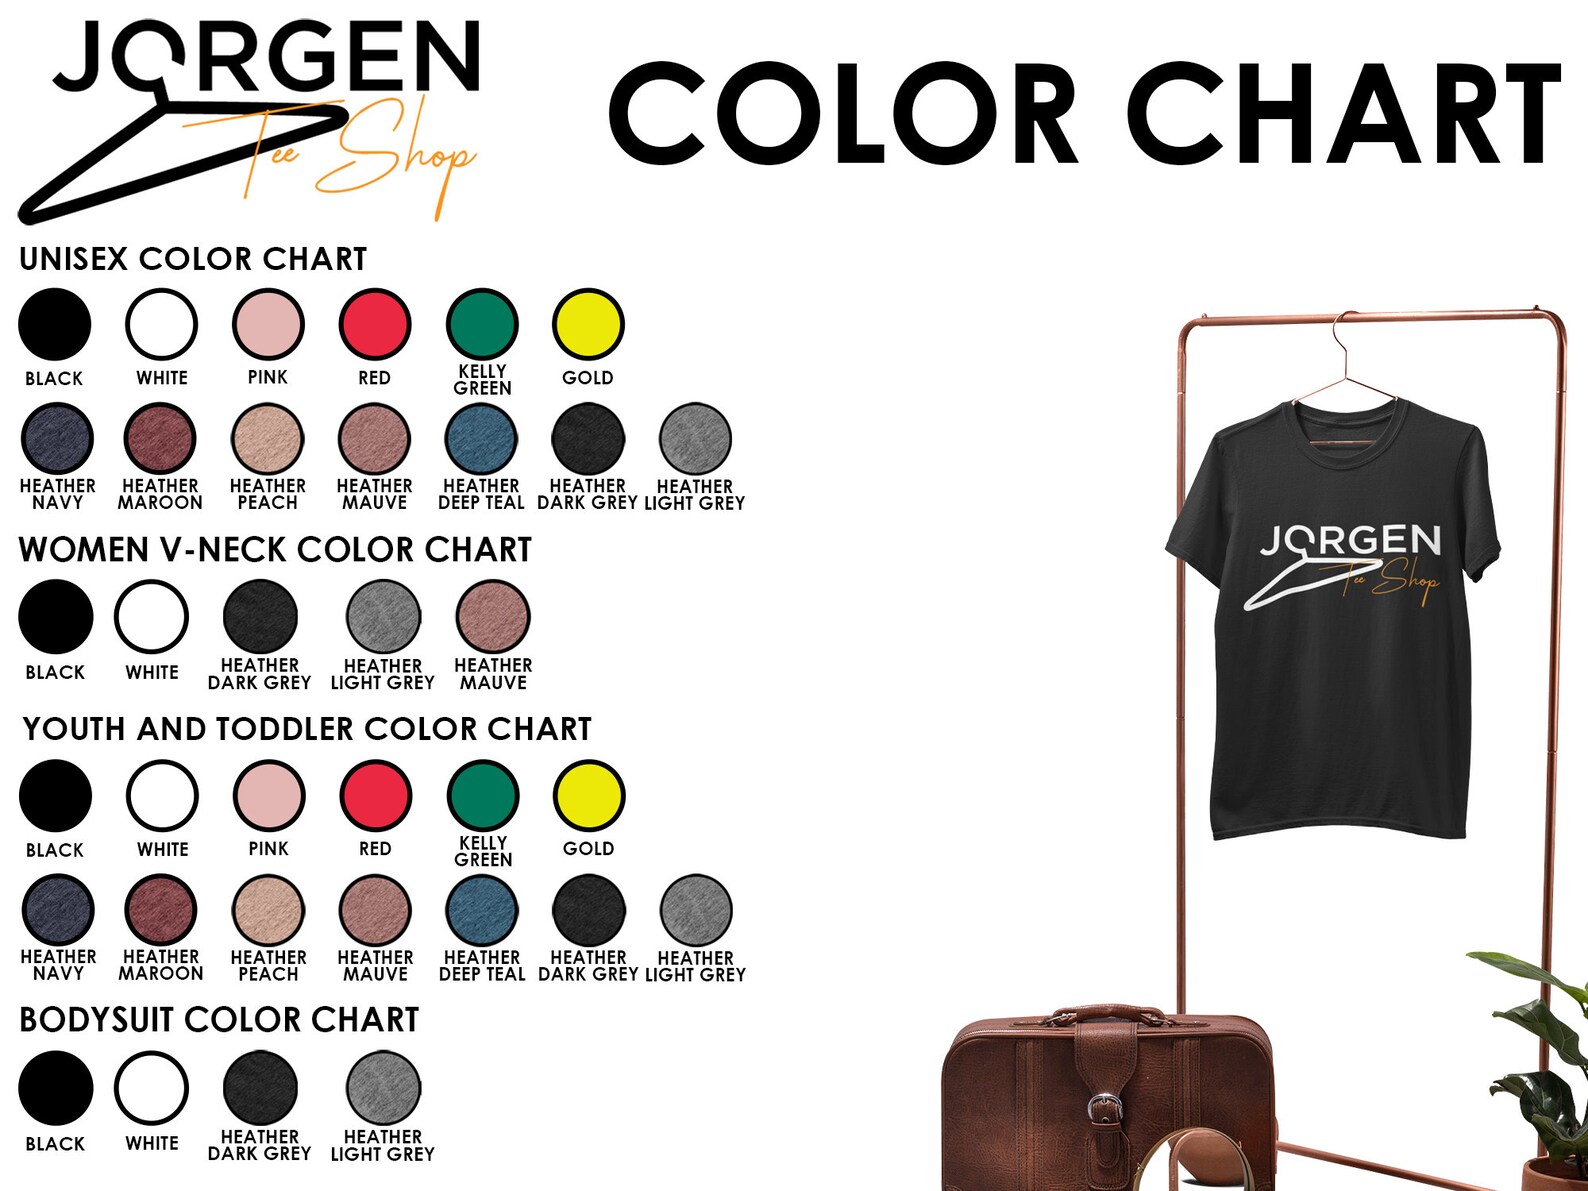 JORGEN
Tee Shop
COLOR CHART
UNISEX COLOR CHART
BLACK
WHITE
PINK
RED
KELLY
GREEN
GOLD
HEATHER
NAVY
HEATHER
MAROON
HEATHER
PEACH
HEATHER
MAUVE
HEATHER
DEEP TEAL
HEATHER
DARK GREY
HEATHER
LIGHT GREY
WOMEN V-NECK COLOR CHART
BLACK
WHITE
HEATHER
DARK GREY
HEATHER
LIGHT GREY
HEATHER
MAUVE
YOUTH AND TODDLER COLOR CHART
BLACK
WHITE
PINK
RED
KELLY
GREEN
GOLD
HEATHER
NAVY
HEATHER
MAROON
HEATHER
PEACH
HEATHER
MAUVE
HEATHER
DEEP TEAL
HEATHER
DARK GREY
HEATHER
LIGHT GREY
BODYSUIT COLOR CHART
BLACK
WHITE
HEATHER
DARK GREY
HEATHER
LIGHT GREY
JORGEN
Tee Shop